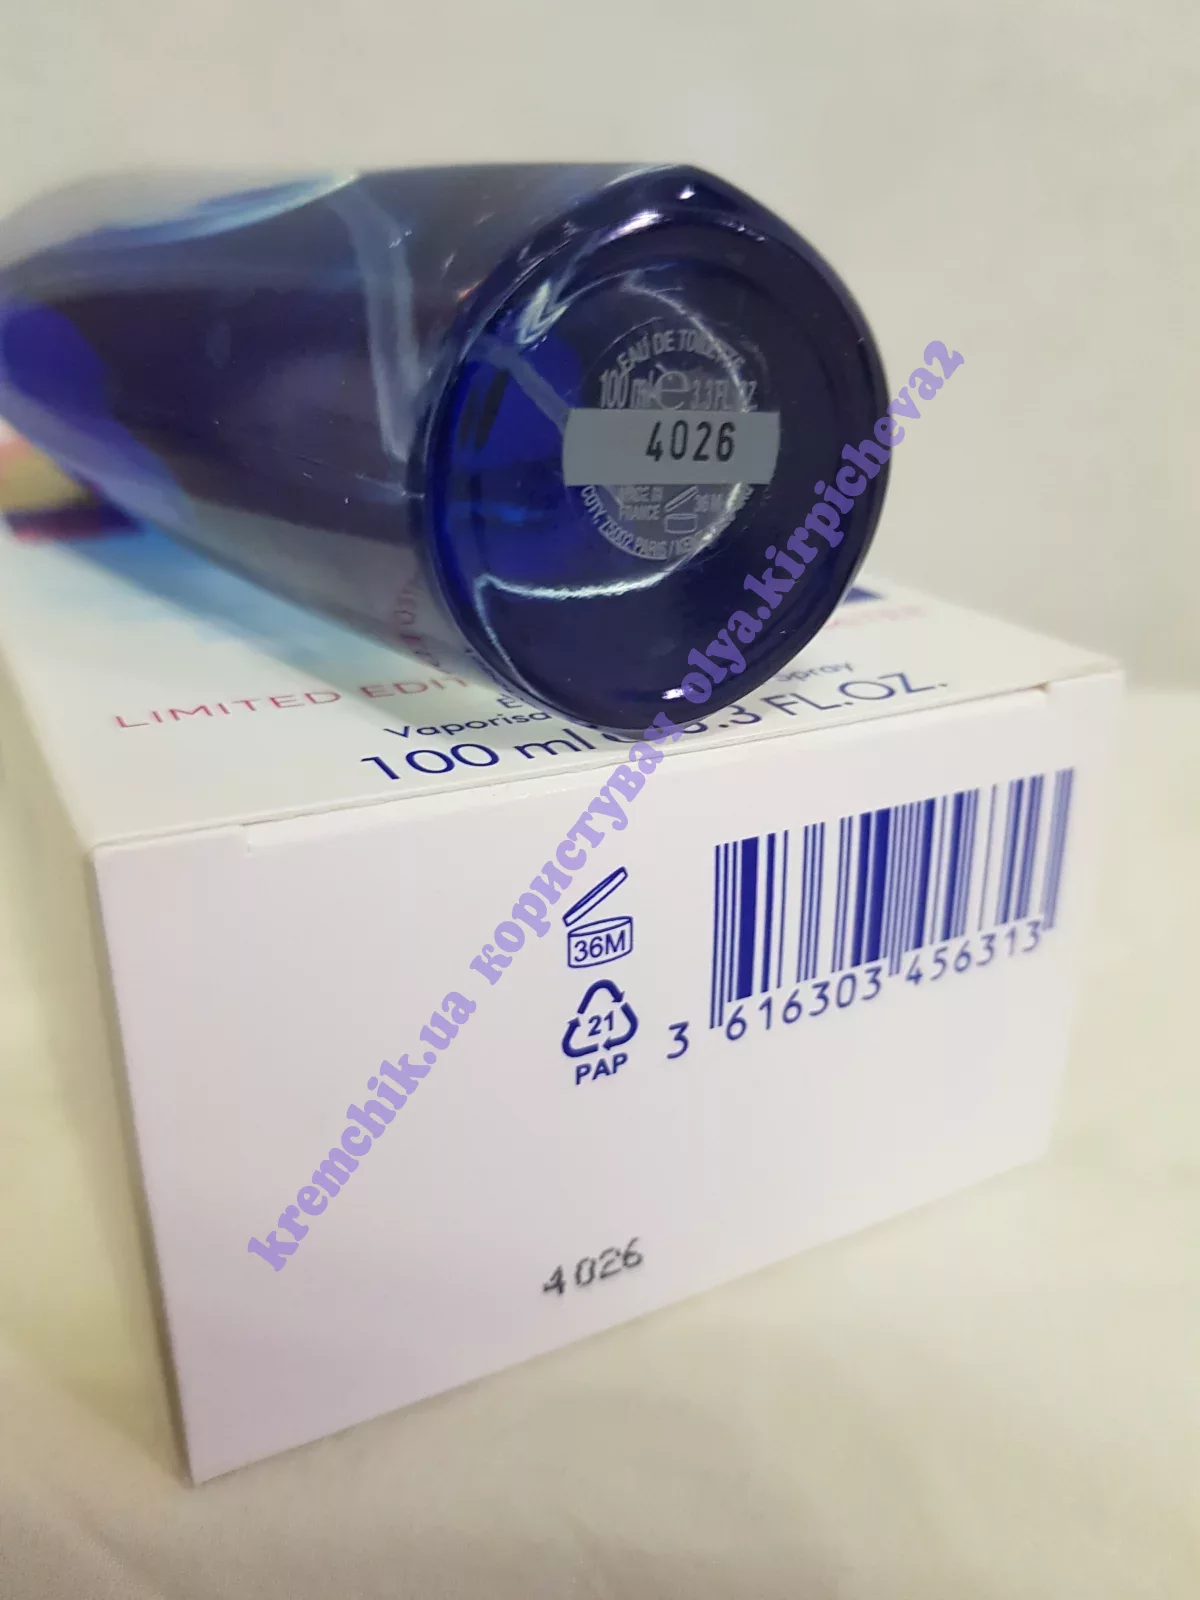 EAU DE TOILETTE
100 ml e 3.3 FL. OZ
4026
MADE IN
FRANCE
36 M
COTY, 75002 PARIS /
LIMITED EDIT
Vaporisa
Spray
100 ml e 3.3 FL.OZ.
36M
21
PAP
3 616303 456313
4026
kremchik.ua користувач olya.kirpicheva2